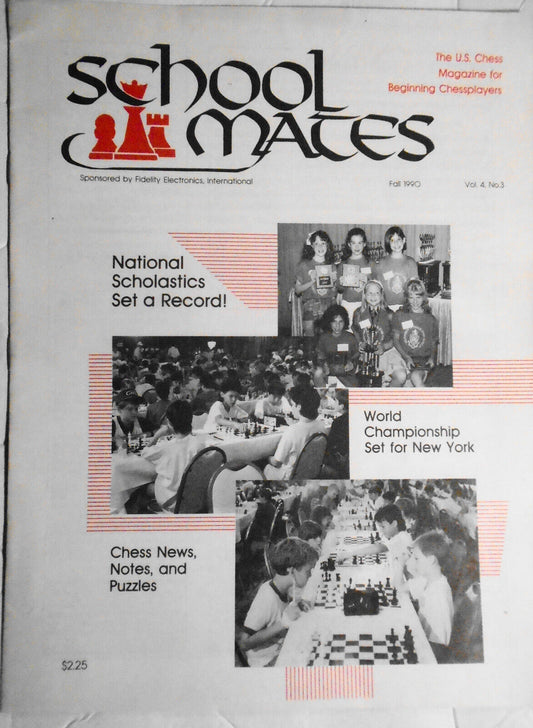 SCHOOL
MATES
The U.S. Chess
Magazine for
Beginning Chessplayers
Sponsored by Fidelity Electronics, International
Fall 1990
Vol. 4, No.3
National
Scholastics
Set a Record!
World
Championship
Set for New York
Chess News,
Notes, and
Puzzles
$2.25